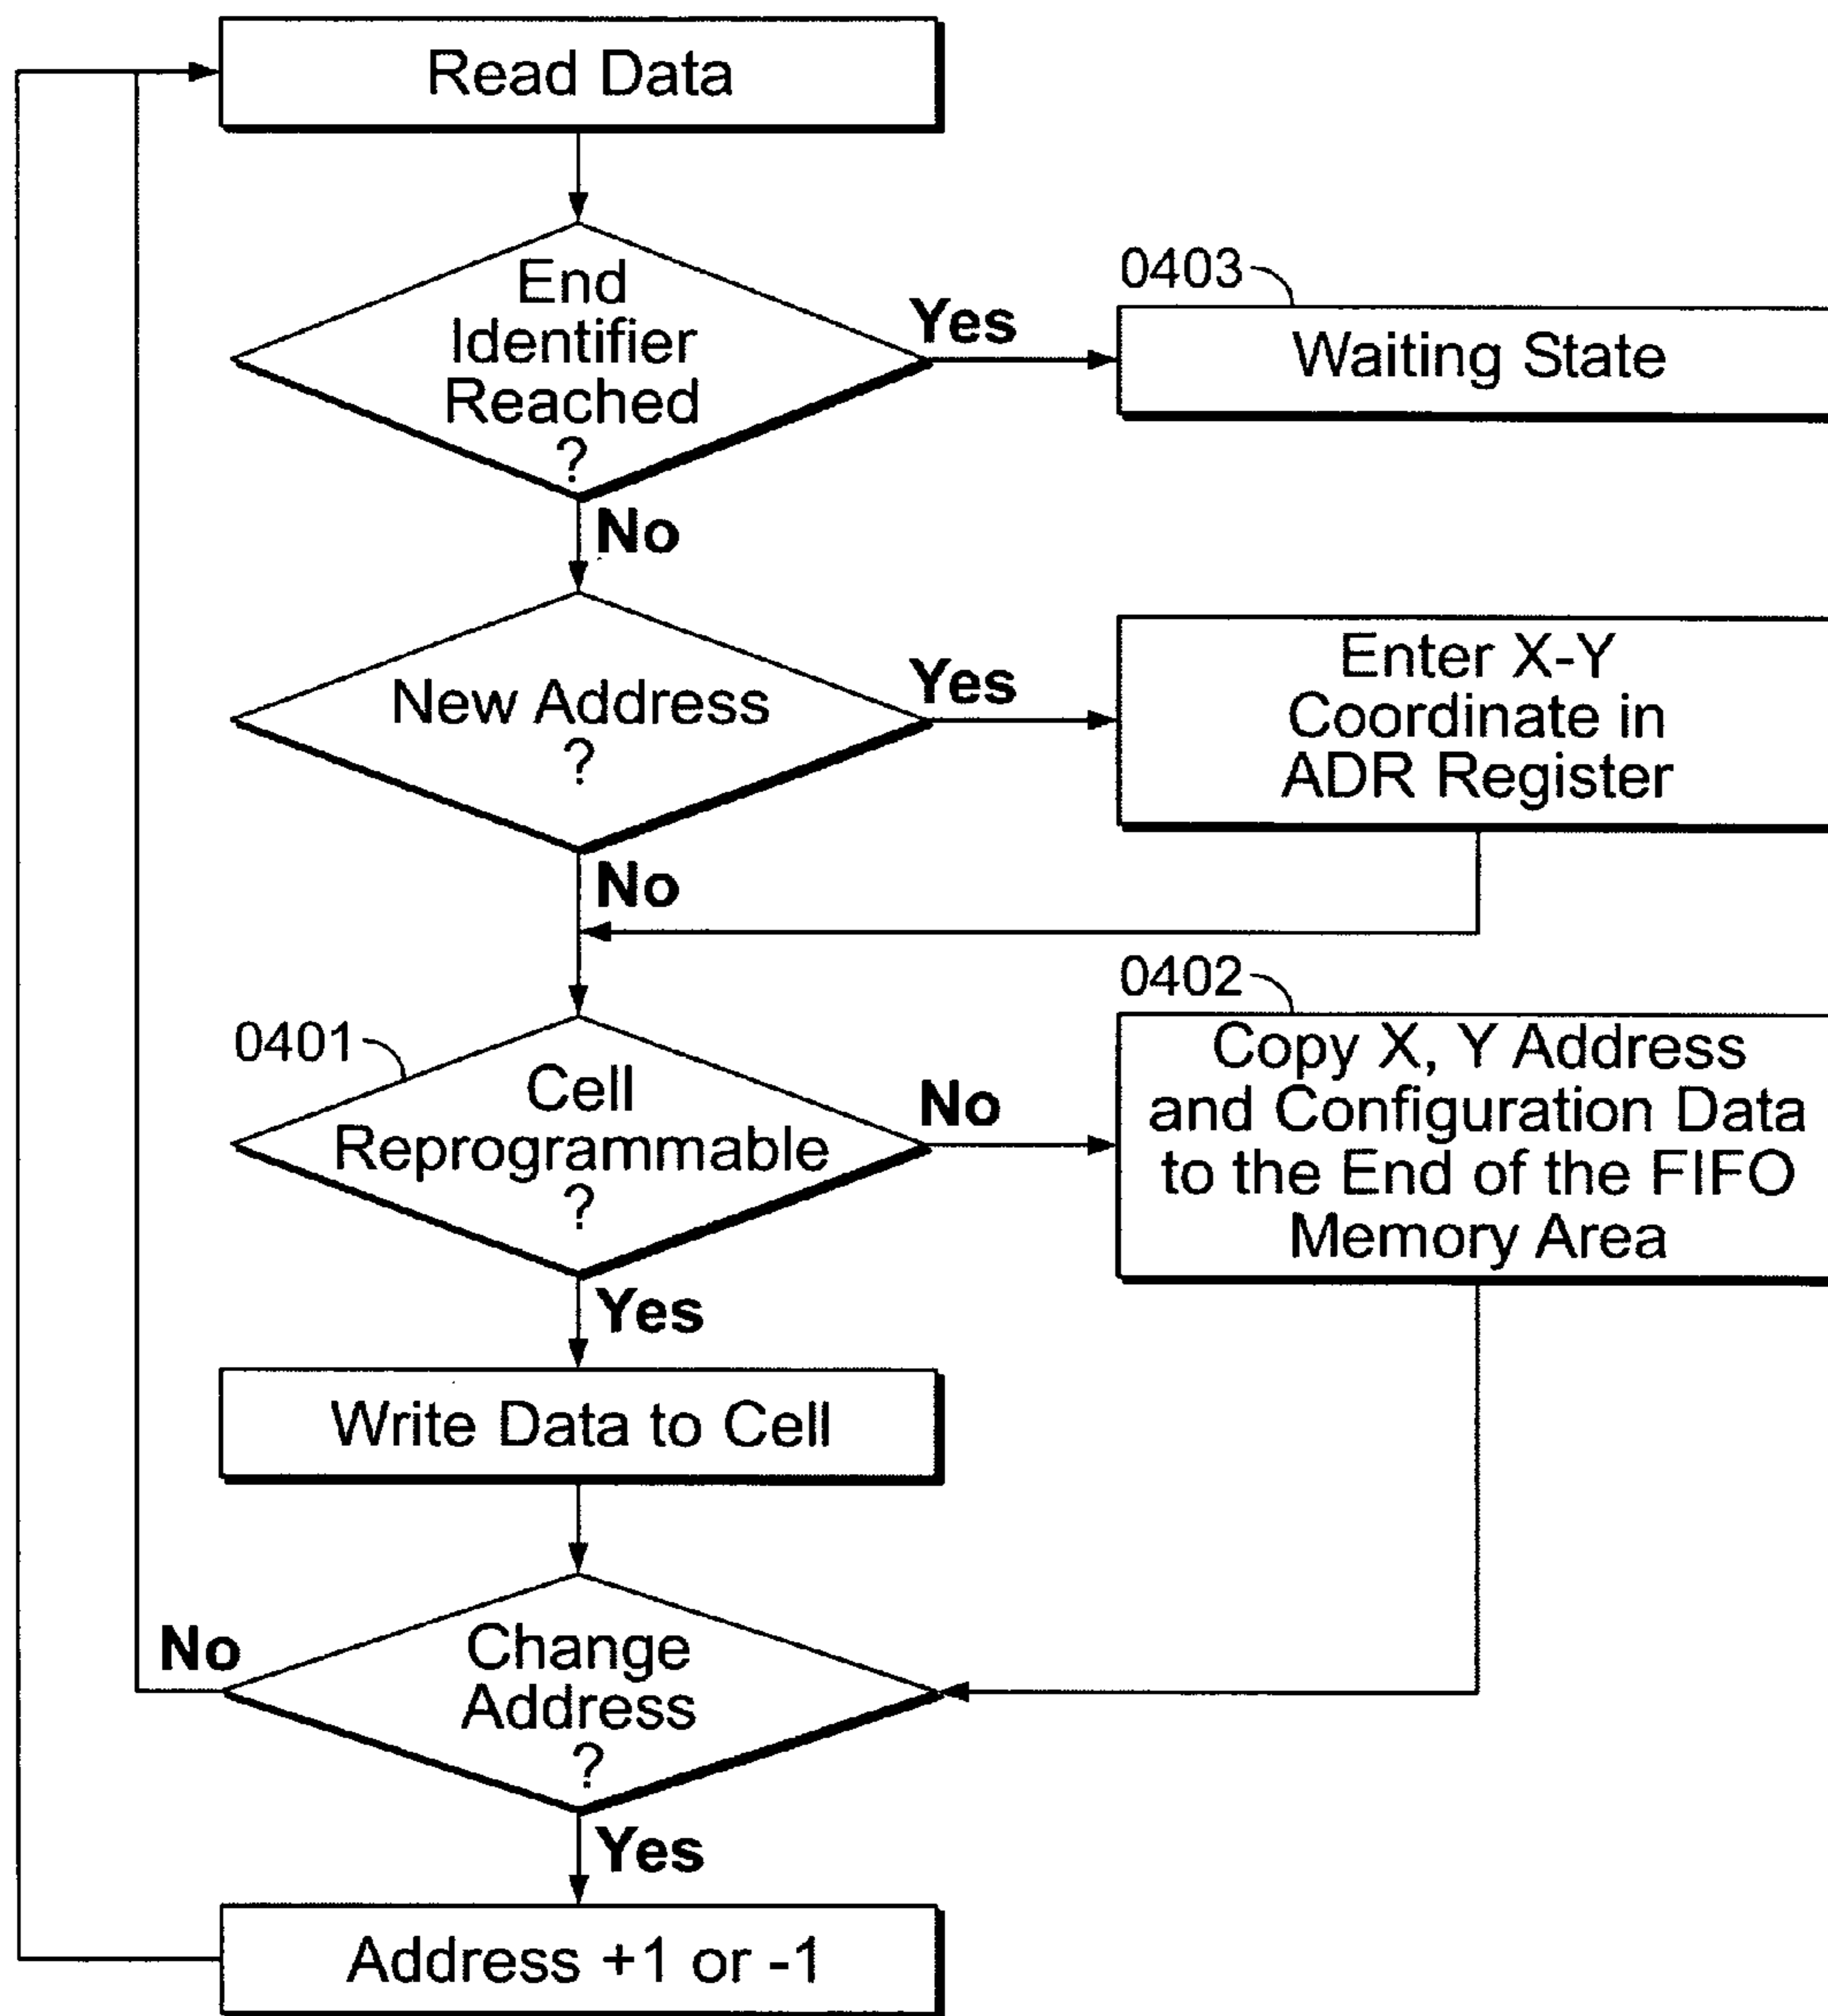 Read Data
End
Identifier
Reached
?
Yes
0403
Waiting State
No
New Address
?
Yes
Enter X-Y
Coordinate in
ADR Register
No
0401
Cell
Reprogrammable
?
No
0402
Copy X, Y Address
and Configuration Data
to the End of the FIFO
Memory Area
Yes
Write Data to Cell
No
Change
Address
?
Yes
Address +1 or -1